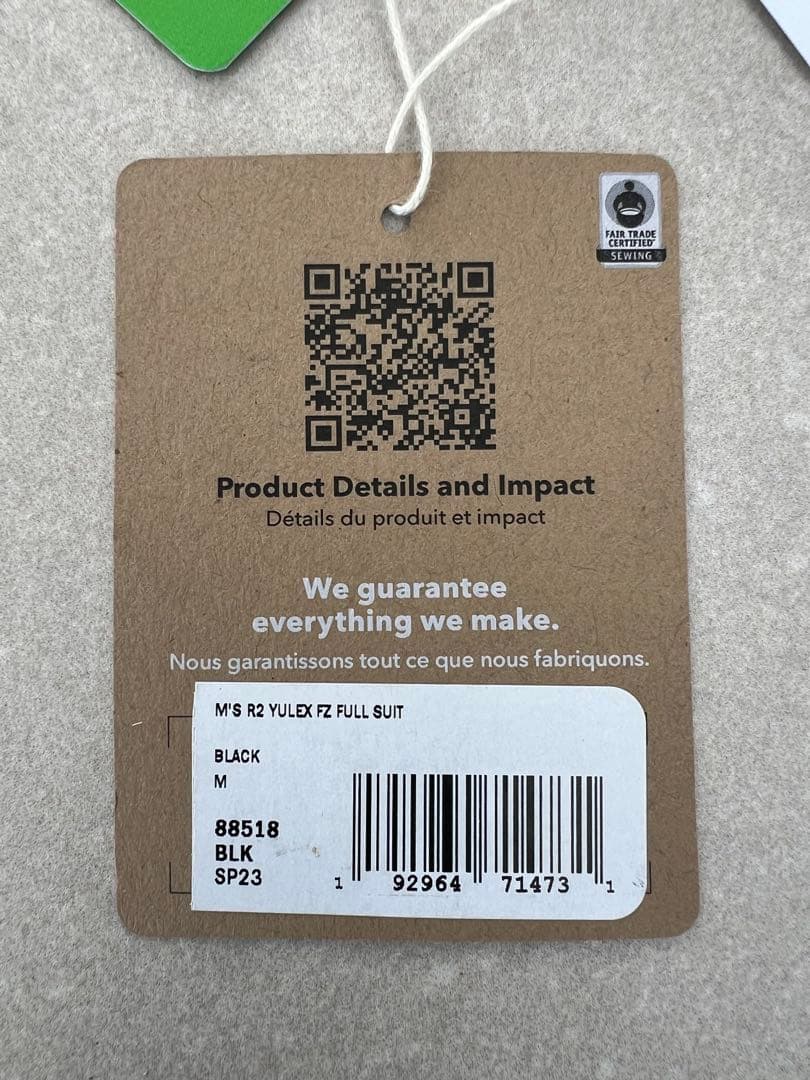 FAIR TRADE
CERTIFIED™
SEWING
Product Details and Impact
Détails du produit et impact
We guarantee
everything we make.
Nous garantissons tout ce que nous fabriquons.
M'S R2 YULEX FZ FULL SUIT
BLACK
M
88518
BLK
SP23
1 92964 71473 1